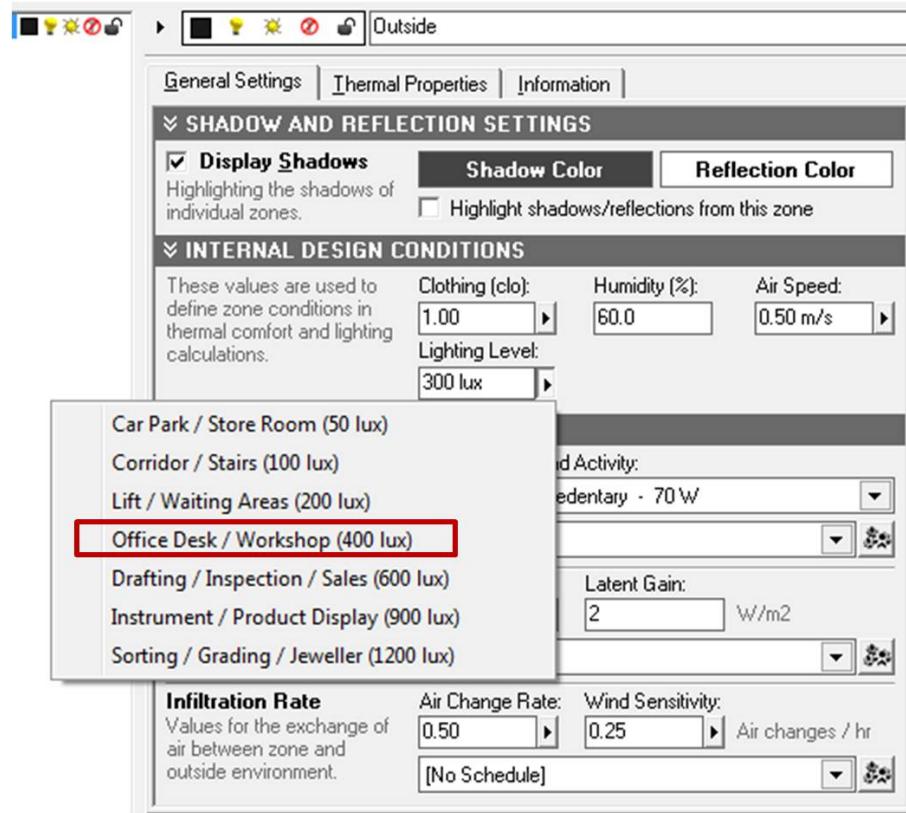 Outside
General Settings Thermal Properties Information
SHADOW AND REFLECTION SETTINGS
Display Shadows
Highlighting the shadows of
individual zones.
Shadow Color Reflection Color
Highlight shadows/reflections from this zone
INTERNAL DESIGN CONDITIONS
These values are used to
define zone conditions in
thermal comfort and lighting
calculations.
Clothing (clo): Humidity (%): Air Speed:
1.00 60.0 0.50 m/s
Lighting Level:
300 lux
Car Park / Store Room (50 lux)
Corridor / Stairs (100 lux)
Lift / Waiting Areas (200 lux)
Office Desk / Workshop (400 lux)
Drafting / Inspection / Sales (600 lux)
Instrument / Product Display (900 lux)
Sorting / Grading / Jeweller (1200 lux)
Activity:
edentary - 70 W
Latent Gain:
2 W/m2
Infiltration Rate
Values for the exchange of
air between zone and
outside environment.
Air Change Rate: Wind Sensitivity:
0.50 0.25 Air changes / hr
[No Schedule]